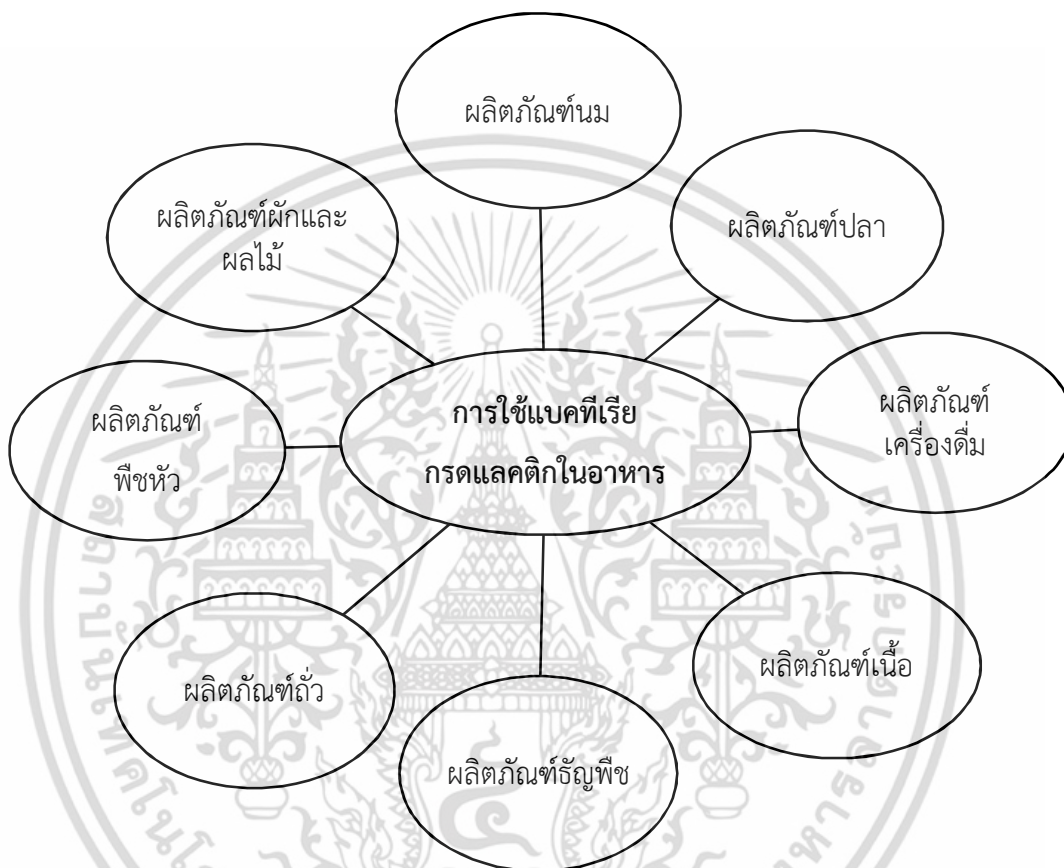 ผลิตภัณฑ์นม
ผลิตภัณฑ์ปลา
ผลิตภัณฑ์ผักและ
ผลไม้
ผลิตภัณฑ์
เครื่องดื่ม
การใช้แบคทีเรีย
กรดแลคติกในอาหาร
ผลิตภัณฑ์
พืชหัว
ผลิตภัณฑ์เนื้อ
ผลิตภัณฑ์ถั่ว
ผลิตภัณฑ์ธัญพืช